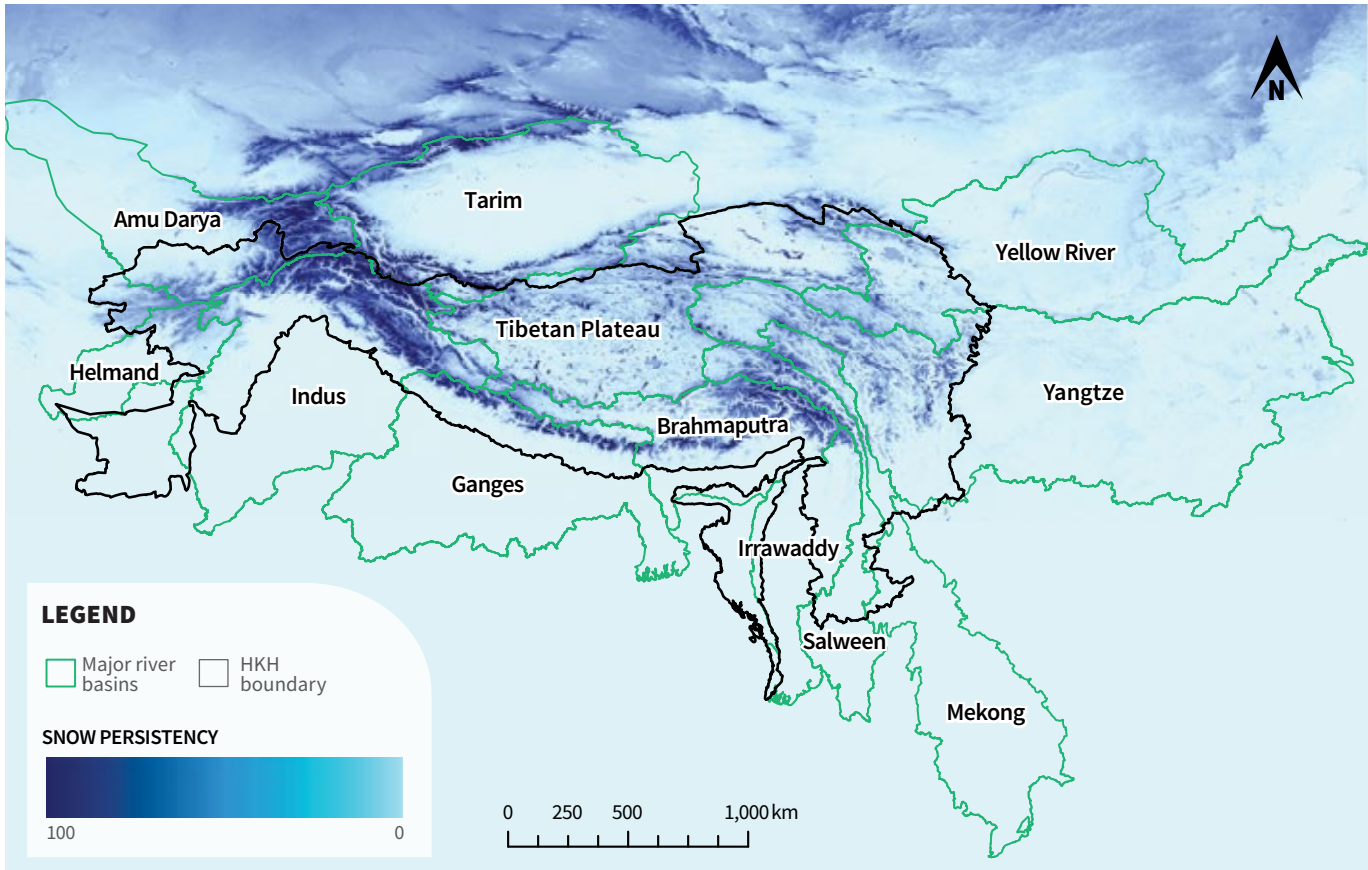 N
Tarim
Amu Darya
Yellow River
Tibetan Plateau
Helmand
Indus
Yangtze
Brahmaputra
Ganges
Irrawaddy
Salween
Mekong
LEGEND
Major river
basins
HKH
boundary
SNOW PERSISTENCY
100 0
0 250 500 1,000 km